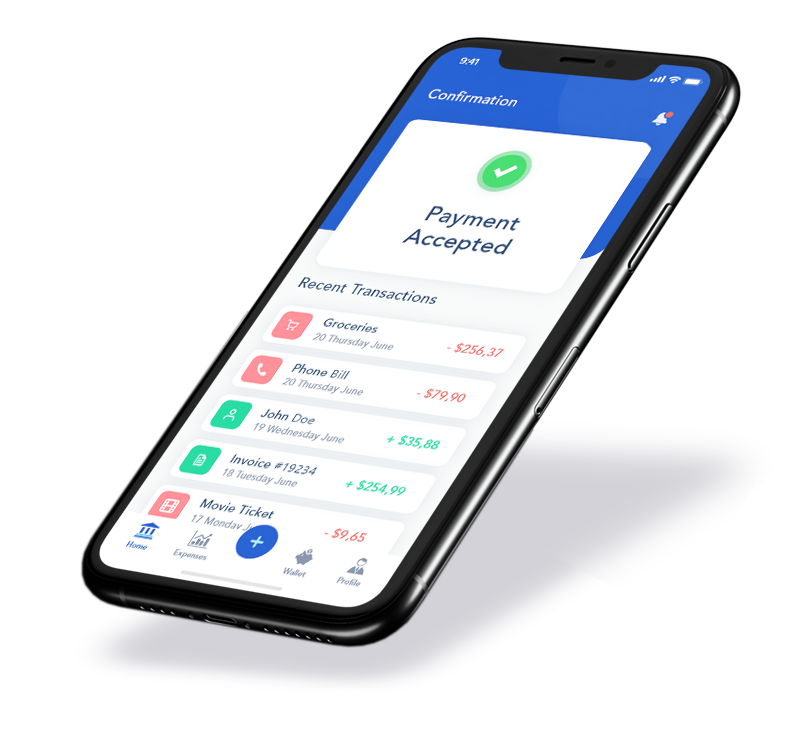 9:41
Confirmation
Payment
Accepted
Recent Transactions
Groceries
20 Thursday June
- $256,37
Phone Bill
20 Thursday June
- $79,90
John Doe
19 Wednesday June
+ $35,88
Invoice #19234
18 Tuesday June
+ $254,99
Movie Ticket
17 Monday J
- $9,65
Home
Expenses
Wallet
Profile